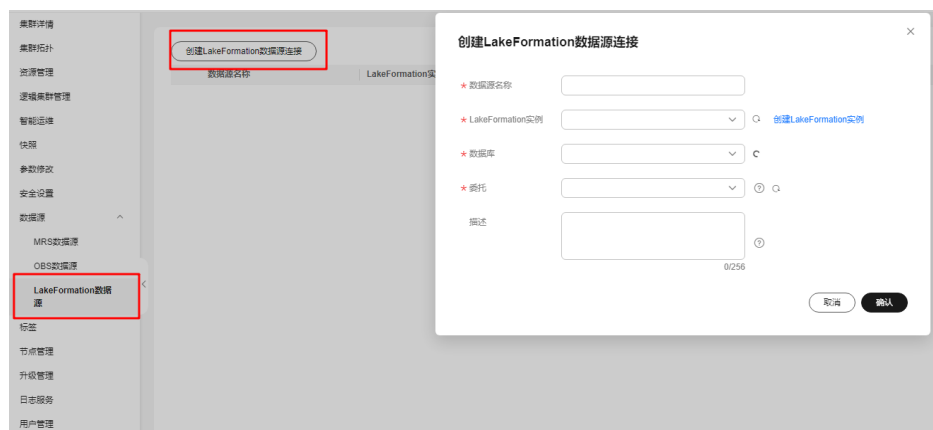 集群详情
集群拓扑
资源管理
逻辑集群管理
智能运维
快照
参数修改
安全设置
数据源
MRS数据源
OBS数据源
LakeFormation数据
源
标签
节点管理
升级管理
日志服务
用户管理
创建LakeFormation数据源连接
数据源名称
LakeFormation实
创建LakeFormation数据源连接
* 数据源名称
* LakeFormation实例
创建LakeFormation实例
* 数据库
* 委托
描述
0/256
取消
确认